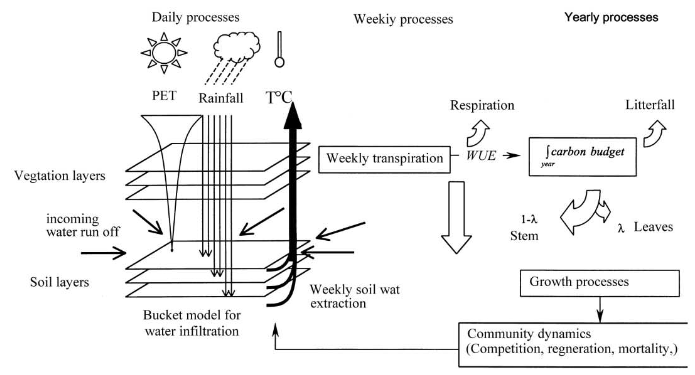 Daily processes
Weekiy processes
Yearly processes
PET
Rainfall
T°C
Respiration
Litterfall
Weekly transpiration
WUE
∫carbon budget
year
Vegtation layers
incoming
water run off
1-λ
Stem
λ Leaves
Soil layers
Weekly soil wat
extraction
Bucket model for
water infiltration
Growth processes
Community dynamics
(Competition, regneration, mortality,)